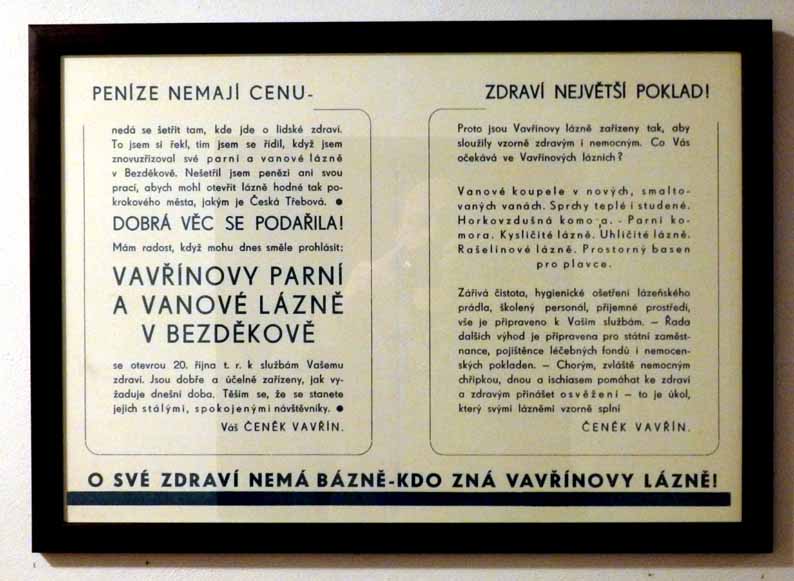 PENÍZE NEMAJÍ CENU-
nedá se šetřit tam, kde jde o lidské zdraví.
To jsem si řekl, tím jsem se řídil, když jsem
znovuzřizoval své parní a vanové lázně
v Bezděkově. Nešetřil jsem penězi ani svou
prací, abych mohl otevřít lázně hodné tak po-
krokového města, jakým je Česká Třebová. ●
DOBRÁ VĚC SE PODAŘILA!
Mám radost, když mohu dnes směle prohlásit:
VAVŘÍNOVY PARNÍ
A VANOVÉ LÁZNĚ
V BEZDĚKOVĚ
se otevrou 20. října t. r. k službám Vašemu
zdraví. Jsou dobře a účelně zařízeny, jak vy-
žaduje dnešní doba. Těším se, že se stanete
jejich stálými, spokojenými návštěvníky. ●
Váš ČENĚK VAVŘÍN.
ZDRAVÍ NEJVĚTŠÍ POKLAD!
Proto jsou Vavřínovy lázně zařízeny tak, aby
sloužily vzorně zdravým i nemocným. Co Vás
očekává ve Vavřínových lázních?
Vanové koupele v nových, smalto-
vaných vanách. Sprchy teplé i studené.
Horkovzdušná komo a. - Parní ko-
mora. Kysličité lázně. Uhličité lázně.
Rašelinové lázně. Prostorný basen
pro plavce.
Zářivá čistota, hygienické ošetření lázeňského
prádla, školený personál, příjemné prostředí,
vše je připraveno k Vašim službám. — Řada
dalších výhod je připravena pro státní zaměst-
nance, pojištěnce léčebných fondů i nemocen-
ských pokladen. — Chorým, zvláště nemocným
chřipkou, dnou a ischiasem pomáhat ke zdraví
a zdravým přinášet osvěžení — to je úkol,
který svými lázněmi vzorně splní
ČENĚK VAVŘÍN.
O SVÉ ZDRAVÍ NEMÁ BÁZNĚ-KDO ZNÁ VAVŘÍNOVY LÁZNĚ!